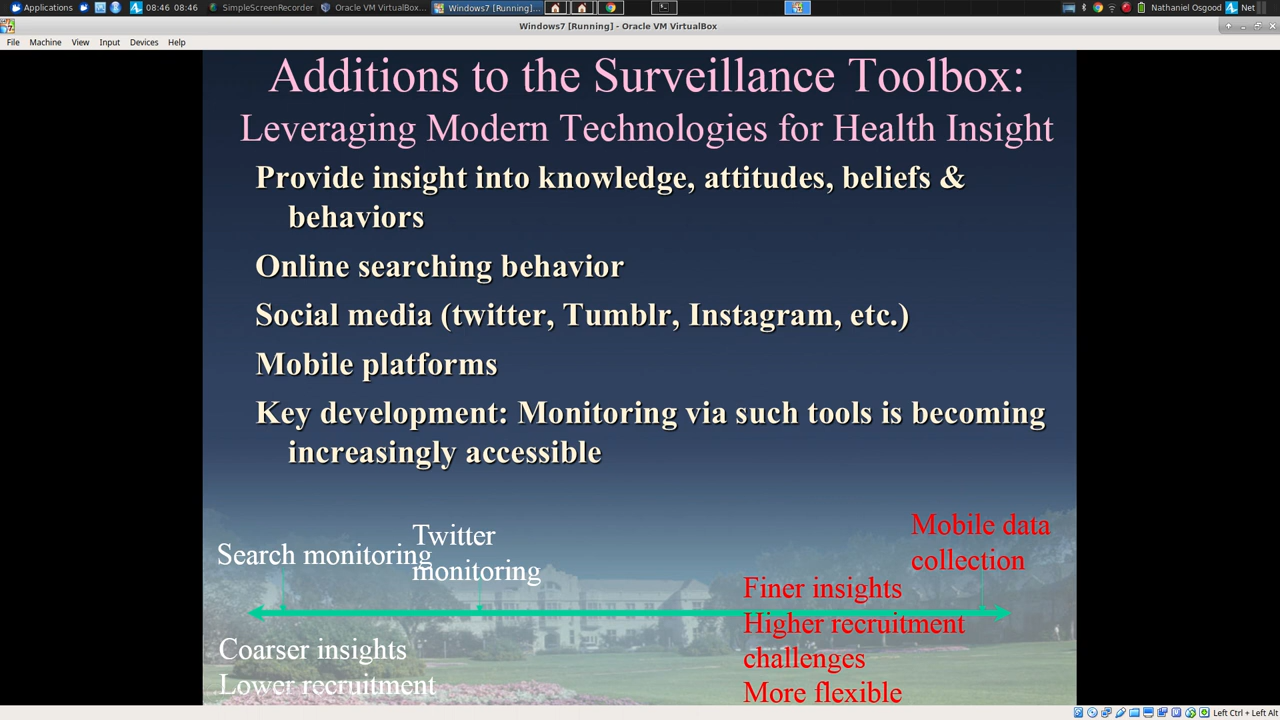 Applications
08:46 08:46
SimpleScreenRecorder
Oracle VM VirtualBox...
Windows7 [Running]...
Nathaniel Osgood
Net
Windows7 [Running] - Oracle VM VirtualBox
File Machine View Input Devices Help
Additions to the Surveillance Toolbox:
Leveraging Modern Technologies for Health Insight
Provide insight into knowledge, attitudes, beliefs &
behaviors
Online searching behavior
Social media (twitter, Tumblr, Instagram, etc.)
Mobile platforms
Key development: Monitoring via such tools is becoming
increasingly accessible
Search monitoring
Twitter
monitoring
Mobile data
collection
Finer insights
Higher recruitment
challenges
More flexible
Coarser insights
Lower recruitment
Left Ctrl + Left Alt